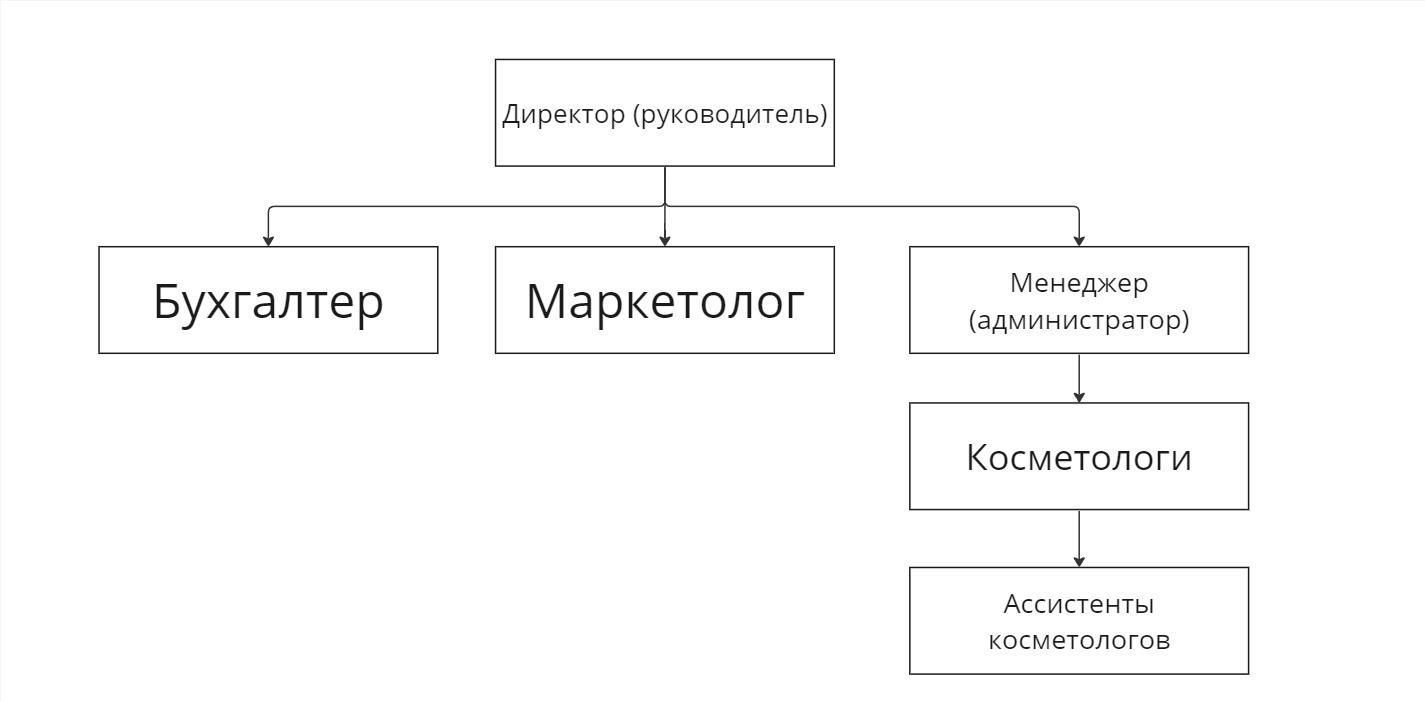 Директор (руководитель)
Бухгалтер
Маркетолог
Менеджер
(администратор)
Косметологи
Ассистенты
косметологов